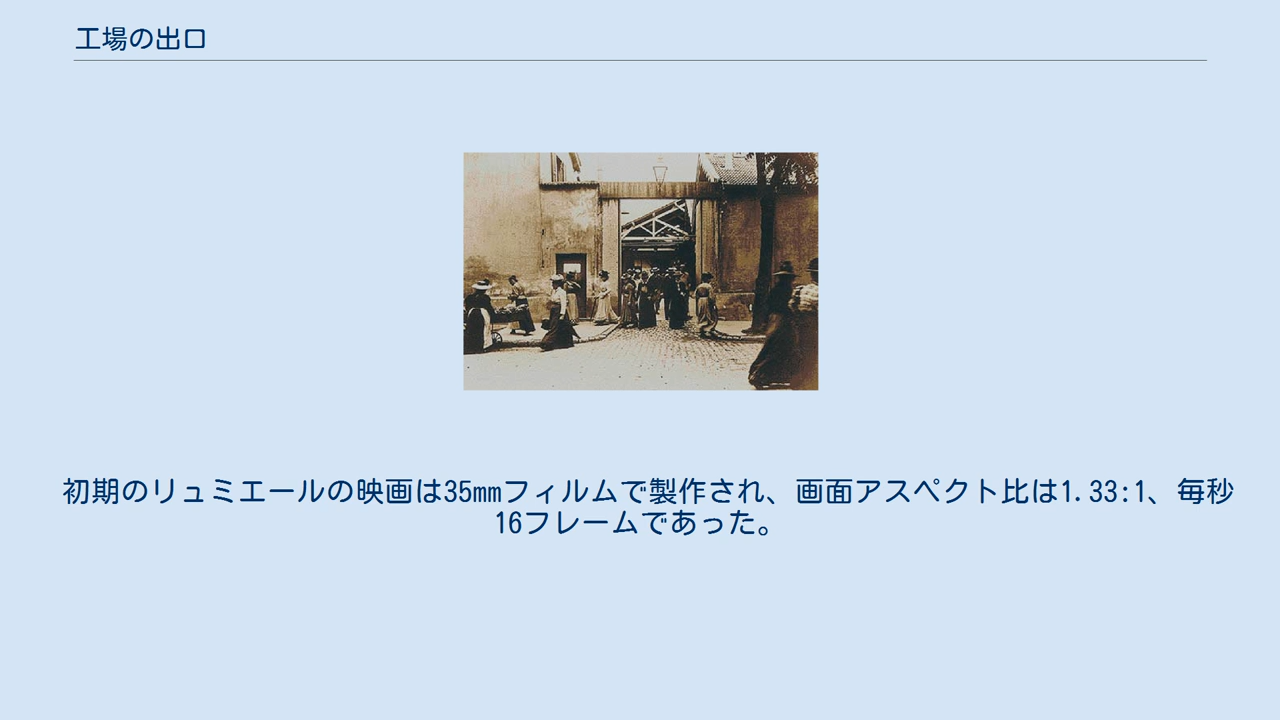 工場の出口
初期のリュミエールの映画は35mmフィルムで製作され、画面アスペクト比は1.33:1、毎秒
16フレームであった。